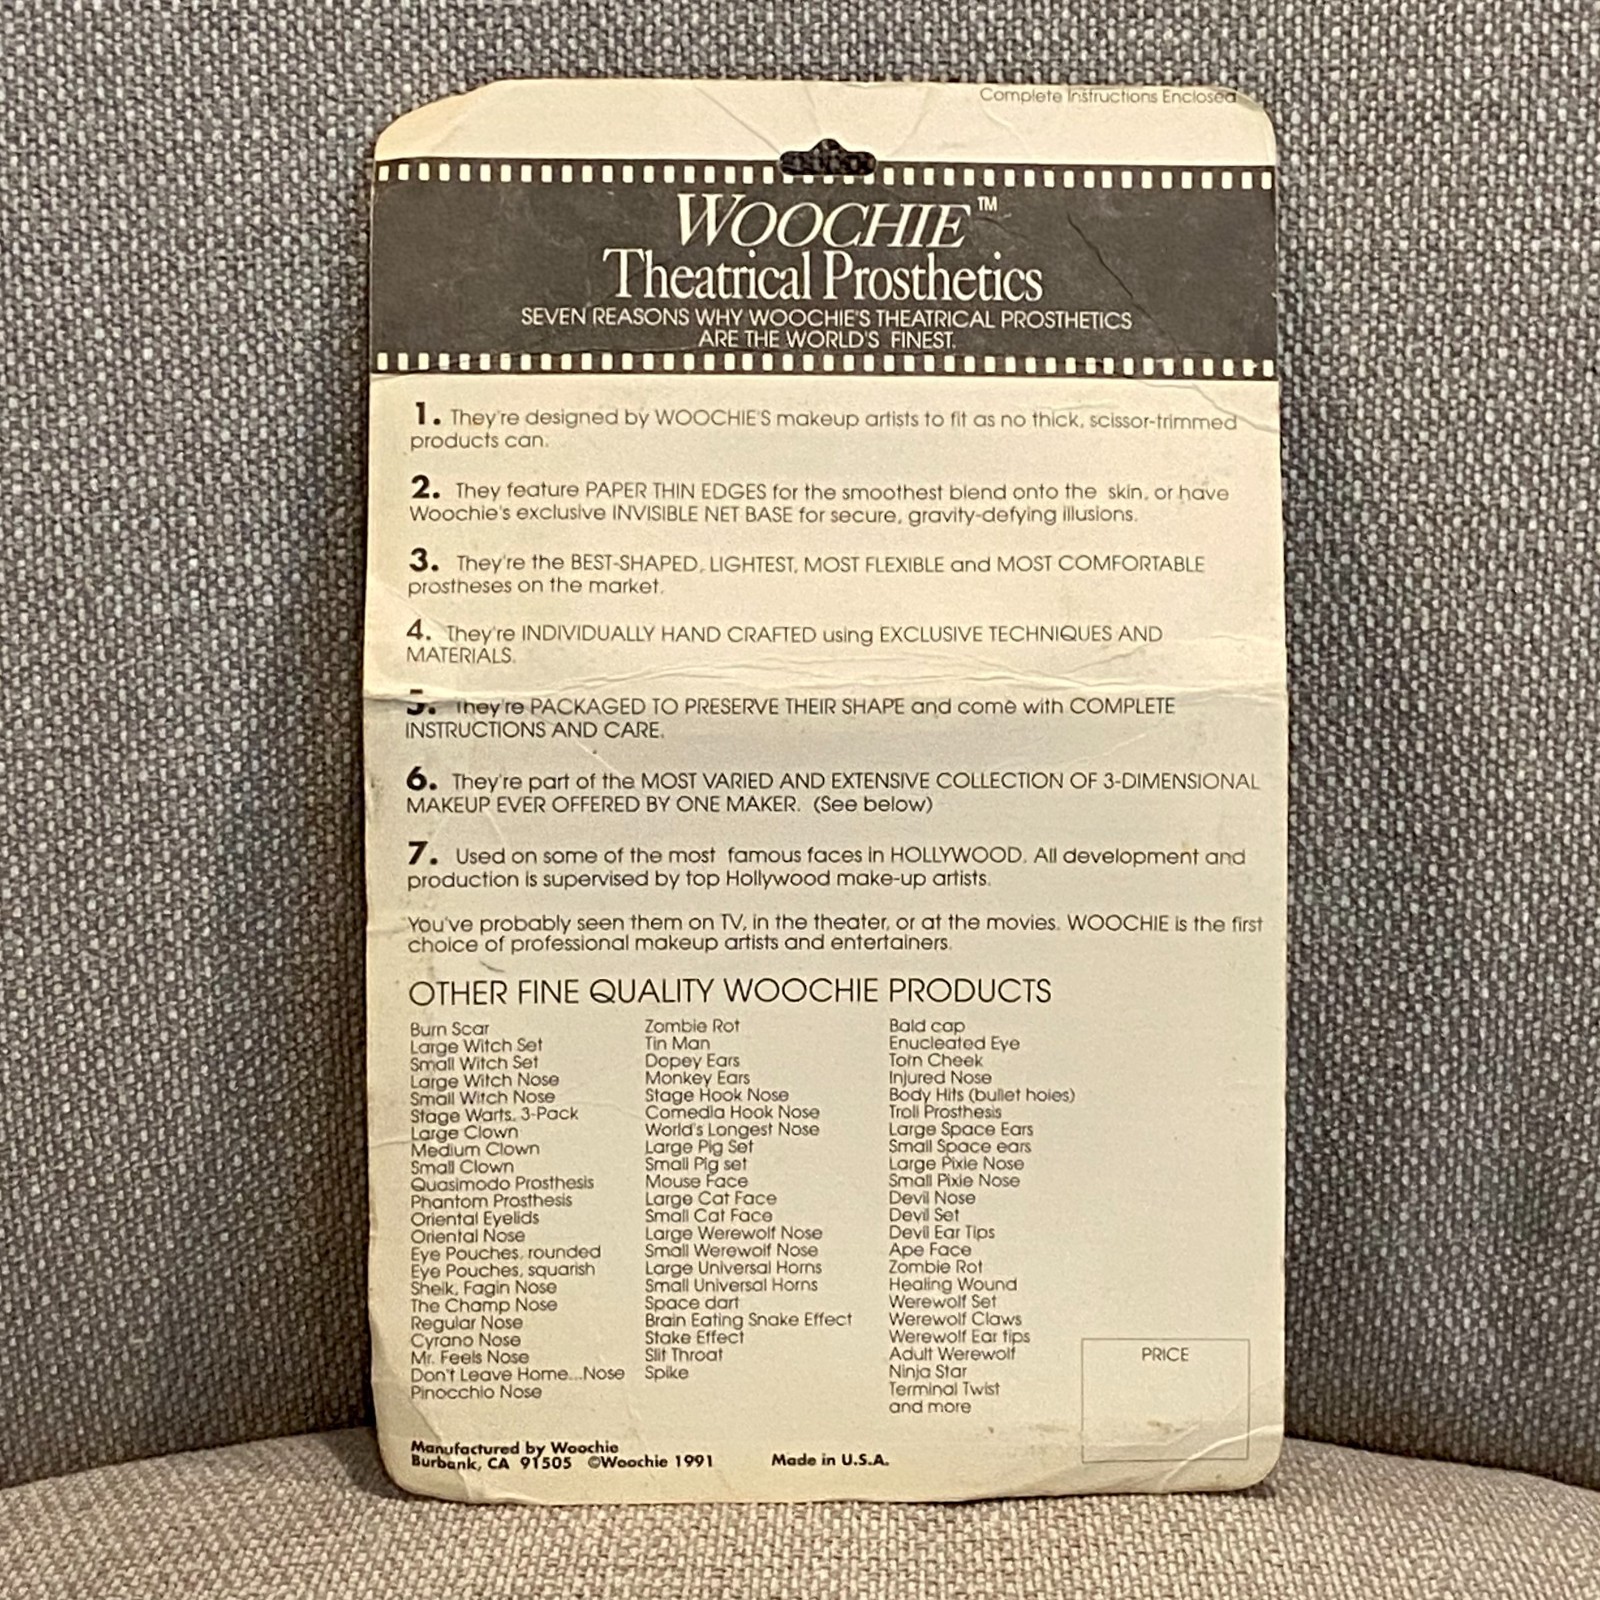 Complete Instructions Enclosed
WOOCHIE™
Theatrical Prosthetics
SEVEN REASONS WHY WOOCHIE'S THEATRICAL PROSTHETICS
ARE THE WORLD'S FINEST.
1. They're designed by WOOCHIE'S makeup artists to fit as no thick, scissor-trimmed
products can.
2. They feature PAPER THIN EDGES for the smoothest blend onto the skin, or have
Woochie's exclusive INVISIBLE NET BASE for secure, gravity-defying illusions.
3. They're the BEST-SHAPED, LIGHTEST, MOST FLEXIBLE and MOST COMFORTABLE
prostheses on the market.
4. They're INDIVIDUALLY HAND CRAFTED using EXCLUSIVE TECHNIQUES AND
MATERIALS.
5. They're PACKAGED TO PRESERVE THEIR SHAPE and come with COMPLETE
INSTRUCTIONS AND CARE.
6. They're part of the MOST VARIED AND EXTENSIVE COLLECTION OF 3-DIMENSIONAL
MAKEUP EVER OFFERED BY ONE MAKER. (See below)
7. Used on some of the most famous faces in HOLLYWOOD. All development and
production is supervised by top Hollywood make-up artists.
You've probably seen them on TV, in the theater, or at the movies. WOOCHIE is the first
choice of professional makeup artists and entertainers.
OTHER FINE QUALITY WOOCHIE PRODUCTS
Burn Scar
Large Witch Set
Small Witch Set
Large Witch Nose
Small Witch Nose
Stage Warts, 3-Pack
Large Clown
Medium Clown
Small Clown
Quasimodo Prosthesis
Phantom Prosthesis
Oriental Eyelids
Oriental Nose
Eye Pouches, rounded
Eye Pouches, squarish
Sheik, Fagin Nose
The Champ Nose
Regular Nose
Cyrano Nose
Mr. Feels Nose
Don't Leave Home...Nose
Pinocchio Nose
Zombie Rot
Tin Man
Dopey Ears
Monkey Ears
Stage Hook Nose
Comedia Hook Nose
World's Longest Nose
Large Pig Set
Small Pig set
Mouse Face
Large Cat Face
Small Cat Face
Large Werewolf Nose
Small Werewolf Nose
Large Universal Horns
Small Universal Horns
Space dart
Brain Eating Snake Effect
Stake Effect
Slit Throat
Spike
Bald cap
Enucleated Eye
Torn Cheek
Injured Nose
Body Hits (bullet holes)
Troll Prosthesis
Large Space Ears
Small Space ears
Large Pixie Nose
Small Pixie Nose
Devil Nose
Devil Set
Devil Ear Tips
Ape Face
Zombie Rot
Healing Wound
Werewolf Set
Werewolf Claws
Werewolf Ear tips
Adult Werewolf
Ninja Star
Terminal Twist
and more
PRICE
Manufactured by Woochie
Burbank, CA 91505 ©Woochie 1991 Made in U.S.A.